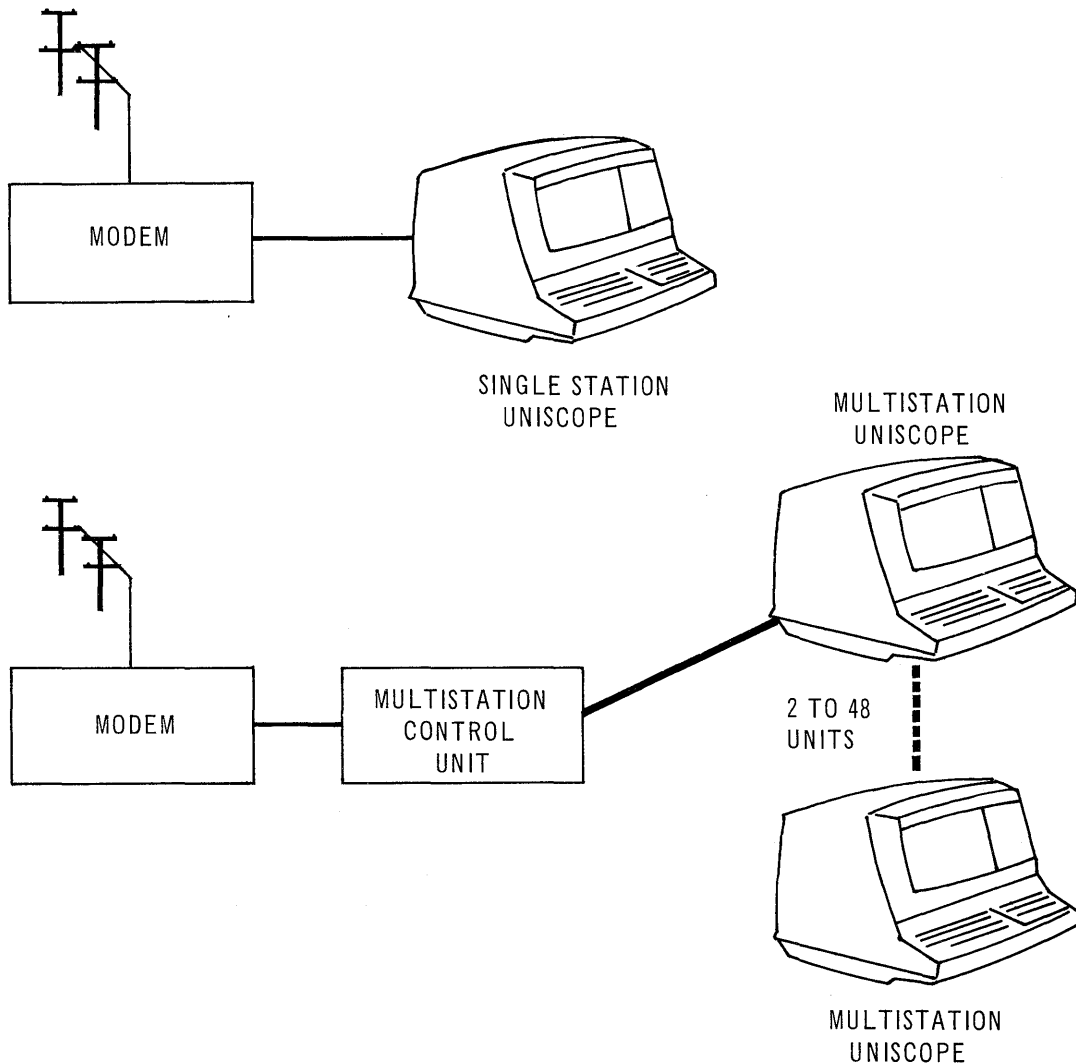 MODEM
SINGLE STATION
UNISCOPE
MULTISTATION
UNISCOPE
MODEM
MULTISTATION
CONTROL
UNIT
2 TO 48
UNITS
MULTISTATION
UNISCOPE